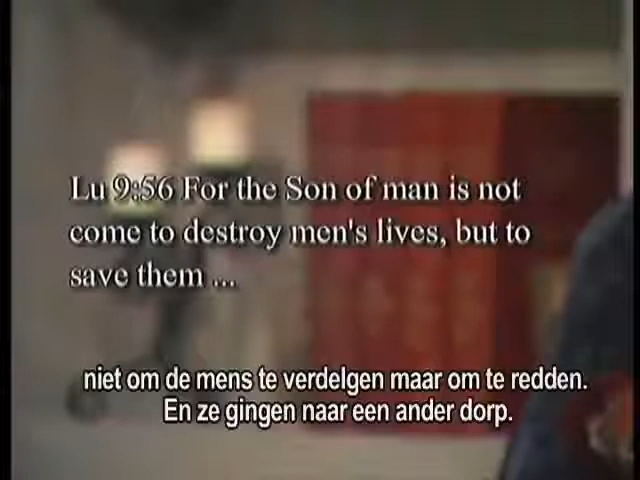 Lu 9:56 For the Son of man is not
come to destroy men's lives, but to
save them ...
niet om de mens te verdelgen maar om te redden.
En ze gingen naar een ander dorp.